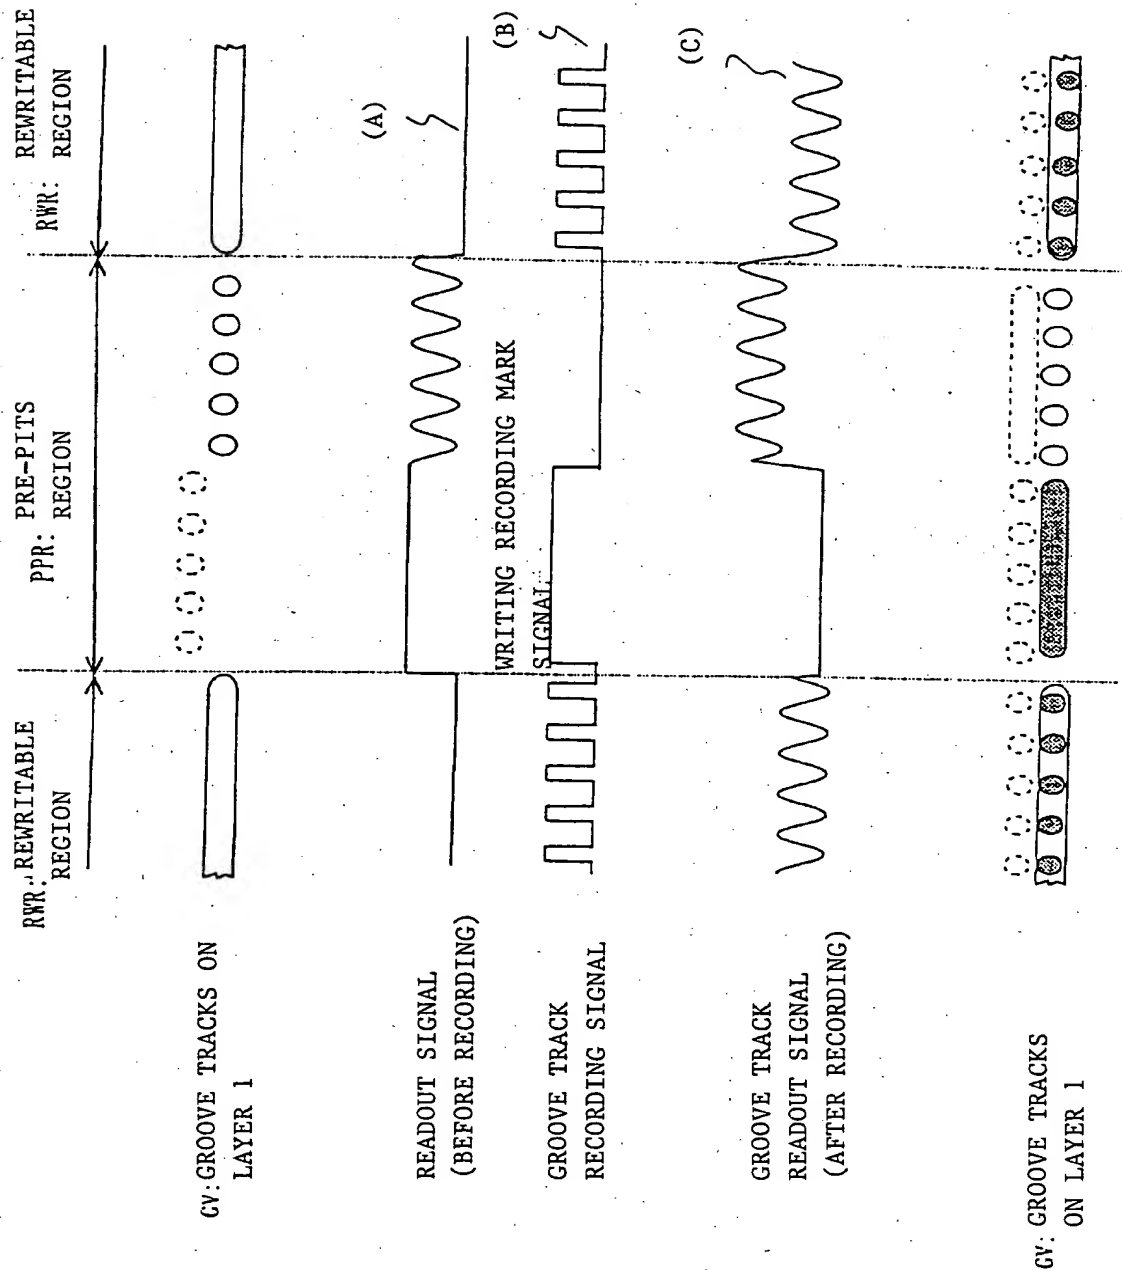 RWR: REWRITABLE
REGION
PPR: PRE-PITS
REGION
RWR: REWRITABLE
REGION
GV: GROOVE TRACKS ON
LAYER 1
(A)
READOUT SIGNAL
(BEFORE RECORDING)
(B)
WRITING RECORDING MARK
SIGNAL
GROOVE TRACK
RECORDING SIGNAL
(C)
GROOVE TRACK
READOUT SIGNAL
(AFTER RECORDING)
GV: GROOVE TRACKS
ON LAYER 1